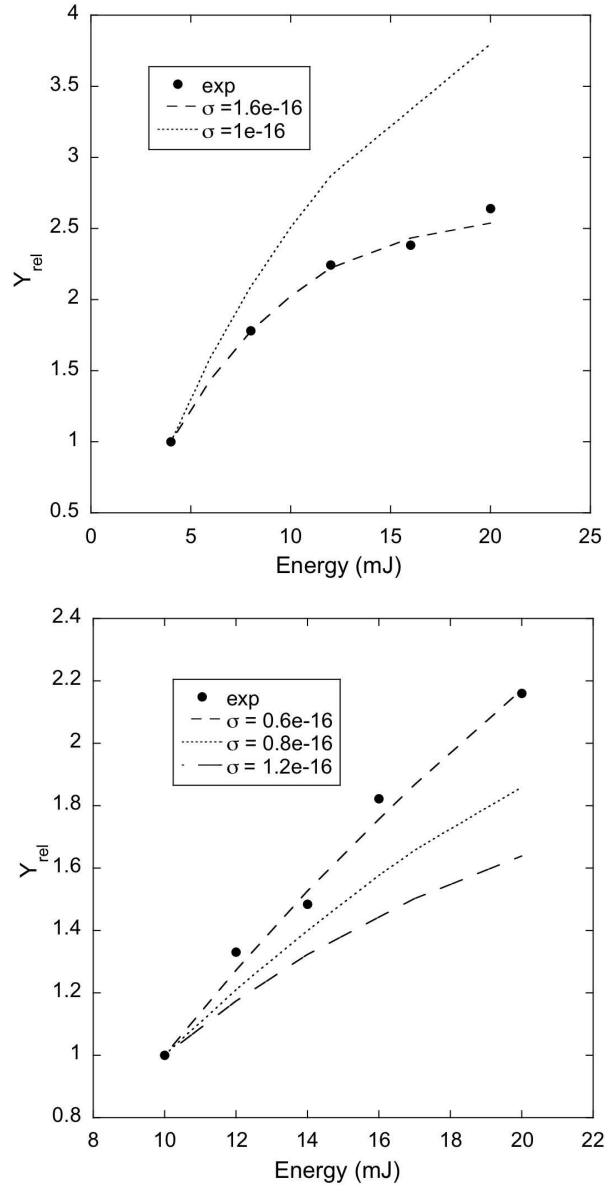 4
3.5
3
2.5
2
1.5
1
0.5
Y rel
exp
σ =1.6e-16
σ =1e-16
0 5 10 15 20 25
Energy (mJ)
2.4
2.2
2
1.8
1.6
1.4
1.2
1
0.8
Y rel
exp
σ = 0.6e-16
σ = 0.8e-16
σ = 1.2e-16
8 10 12 14 16 18 20 22
Energy (mJ)